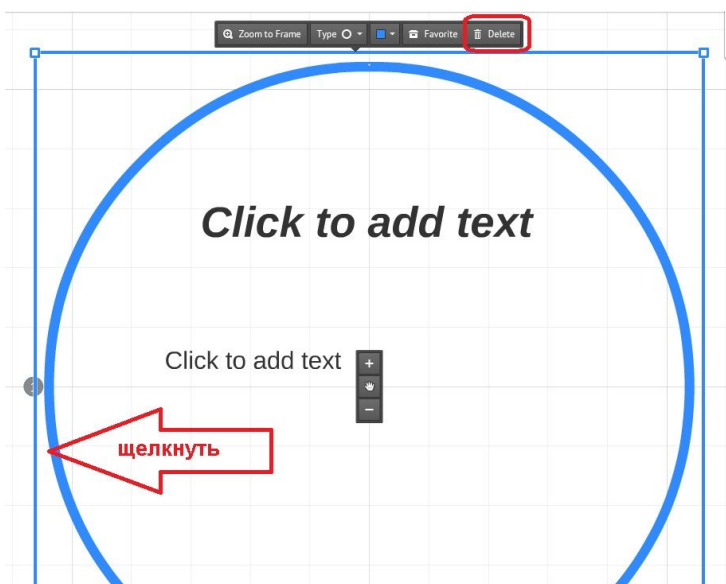 Zoom to Frame Type Favorite Delete
Click to add text
Click to add text
+
щелкнуть
−